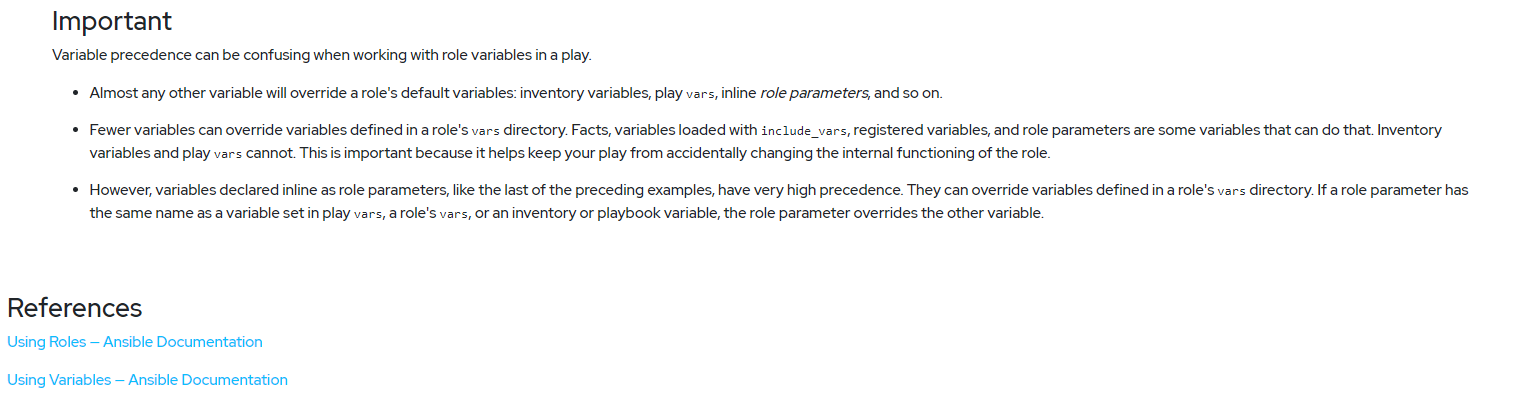 Important
Variable precedence can be confusing when working with role variables in a play.
• Almost any other variable will override a role's default variables: inventory variables, play vars, inline role parameters, and so on.
• Fewer variables can override variables defined in a role's vars directory. Facts, variables loaded with include_vars, registered variables, and role parameters are some variables that can do that. Inventory
variables and play vars cannot. This is important because it helps keep your play from accidentally changing the internal functioning of the role.
• However, variables declared inline as role parameters, like the last of the preceding examples, have very high precedence. They can override variables defined in a role's vars directory. If a role parameter has
the same name as a variable set in play vars, a role's vars, or an inventory or playbook variable, the role parameter overrides the other variable.
References
Using Roles — Ansible Documentation
Using Variables — Ansible Documentation